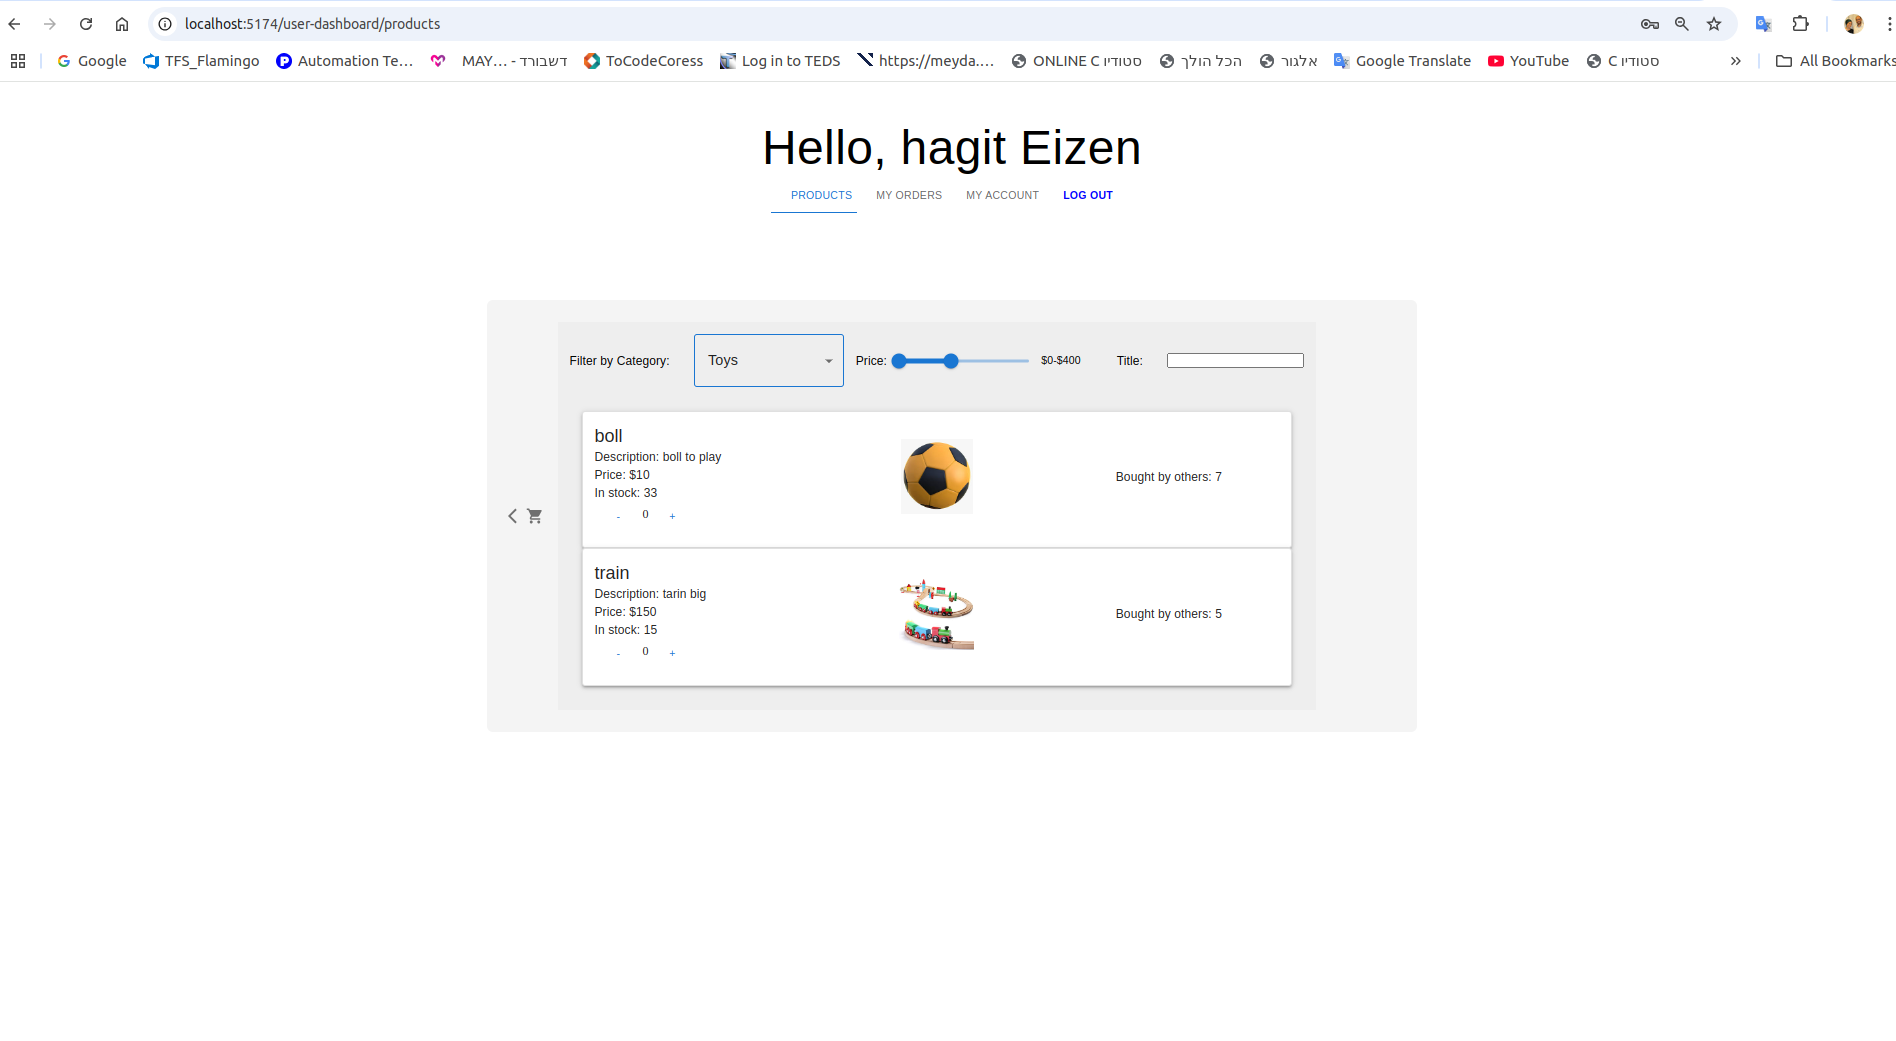 localhost:5174/user-dashboard/products
Google TFS_Flamingo Automation Te... MAY... - דשבורד ToCodeCoress Log in to TEDS https://meyda.... ONLINE C סטודיו הכל הולך אלגור Google Translate YouTube C סטודיו » All Bookmarks
Hello, hagit Eizen
PRODUCTS MY ORDERS MY ACCOUNT LOG OUT
Filter by Category: Toys Price: $0-$400 Title:
boll
Description: boll to play
Price: $10
In stock: 33
- 0 +
Bought by others: 7
train
Description: tarin big
Price: $150
In stock: 15
- 0 +
Bought by others: 5